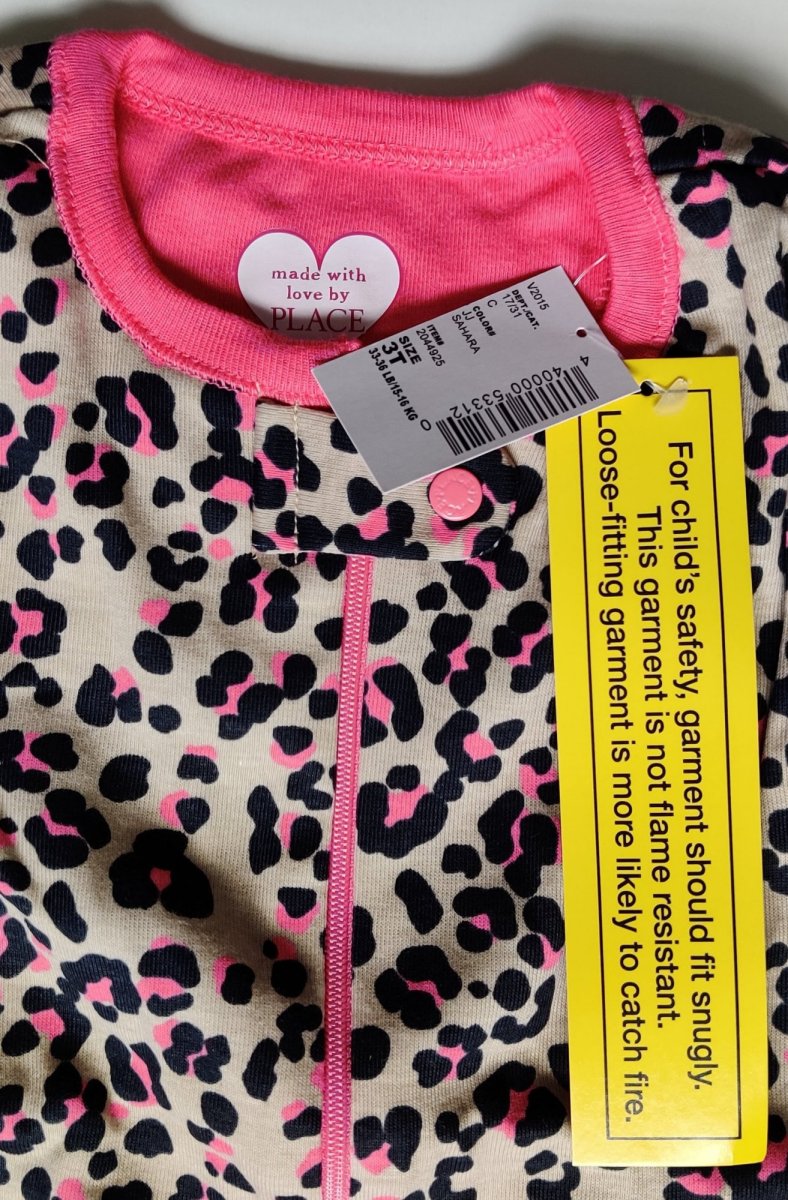 made with
love by
PLACE
V2015
DEPT./CAT.
17/31
COLOR#
C
JJ
SAHARA
ITEM#
2044925
SIZE
3T
33-36 LB/15-16 KG
4 40000 53312 0
For child's safety, garment should fit snugly.
This garment is not flame resistant.
Loose-fitting garment is more likely to catch fire.